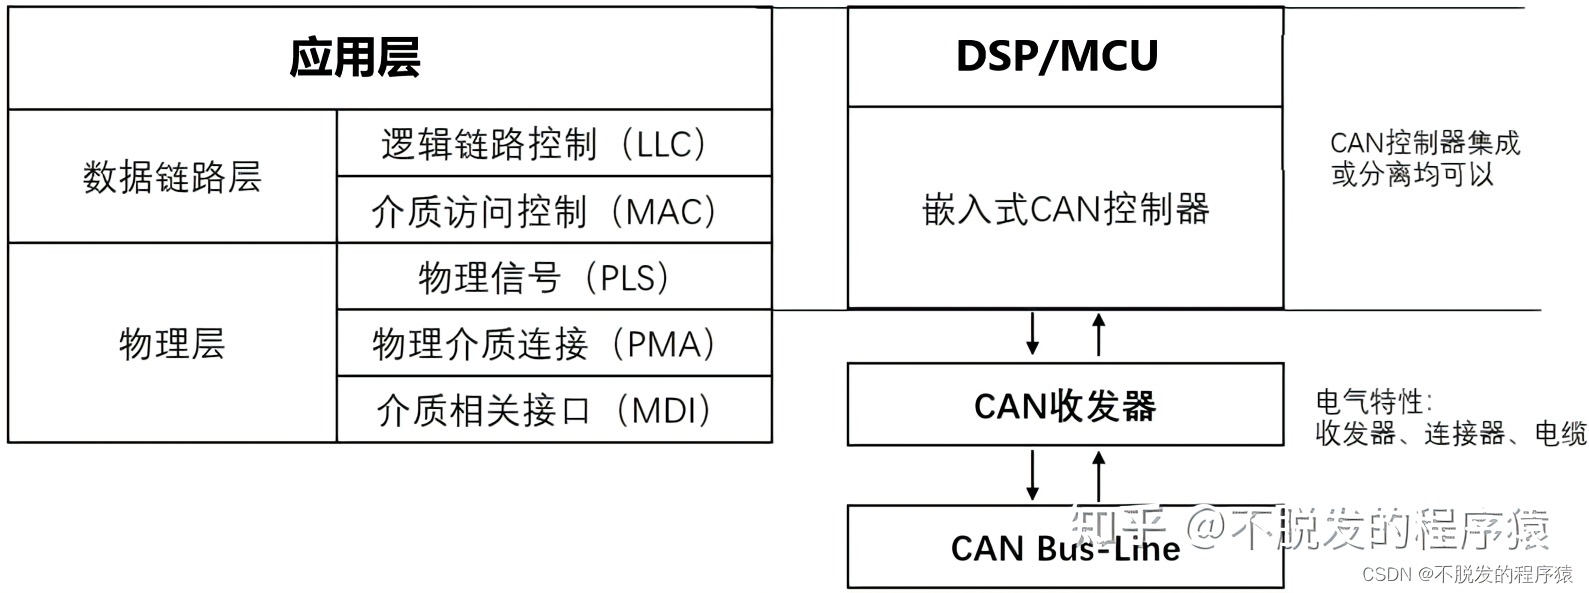 应用层
数据链路层
逻辑链路控制（LLC）
介质访问控制（MAC）
物理层
物理信号（PLS）
物理介质连接（PMA）
介质相关接口（MDI）
DSP/MCU
嵌入式CAN控制器
CAN控制器集成
或分离均可以
CAN收发器
电气特性:
收发器、连接器、电缆
CAN Bus-Line
知乎 @不脱发的程序猿
CSDN @不脱发的程序猿